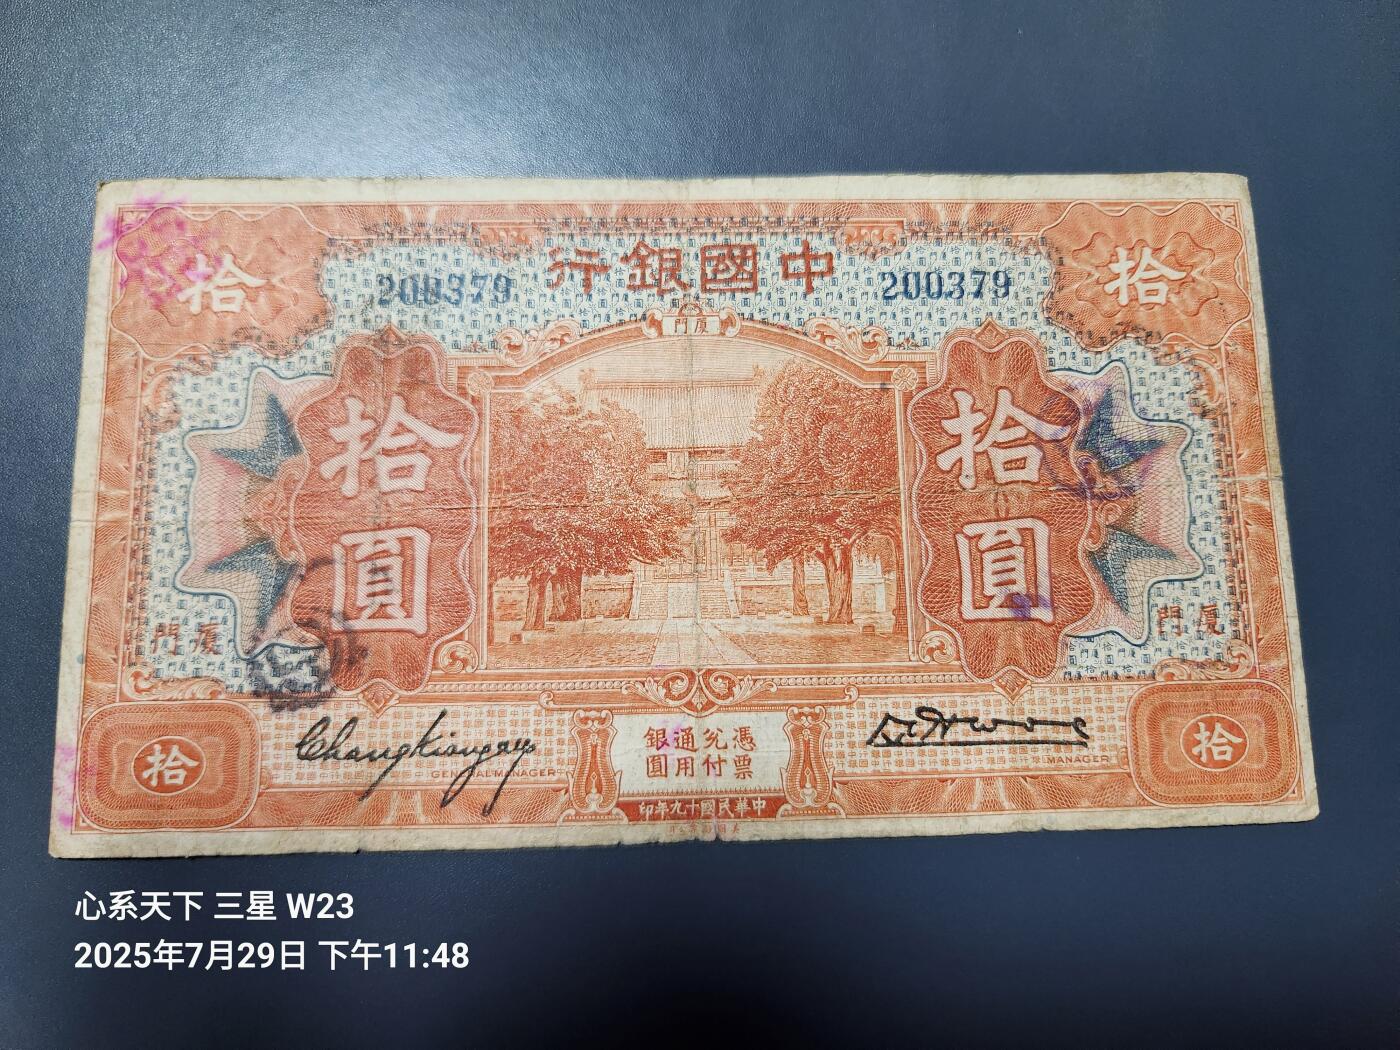 中國銀行
200379 200379
拾 拾
廈門
拾圓 拾圓
廈門 廈門
Chang Kiangau
GENERAL MANAGER
憑票兌付通用銀圓
MANAGER
拾 拾
中華民國十九年印
心系天下 三星 W23
2025年7月29日 下午11:48